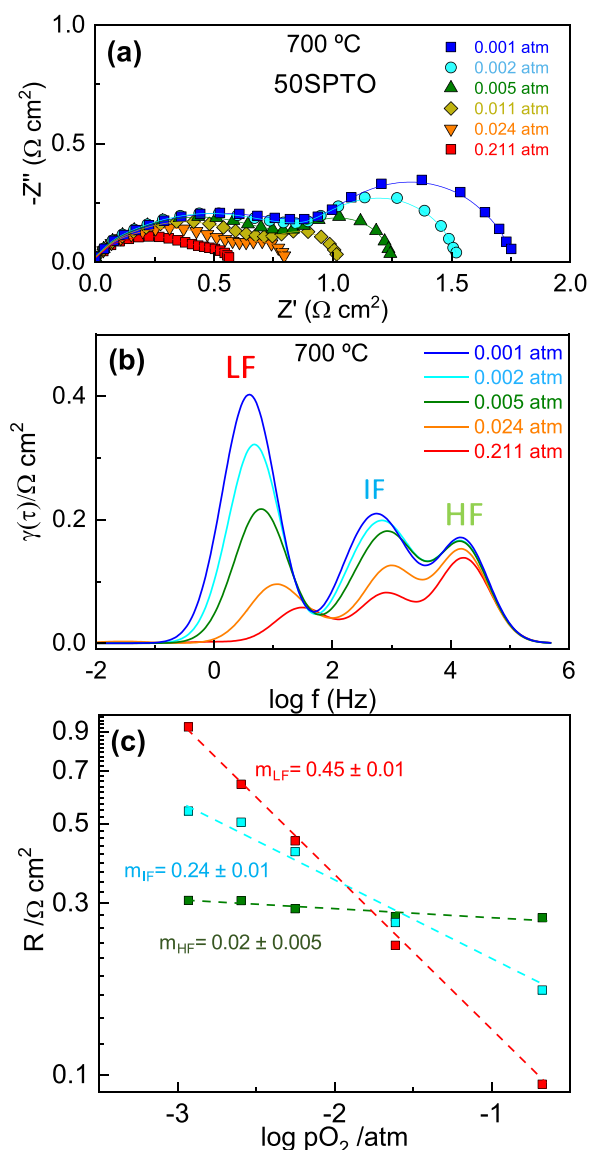 (a)
700 ºC
50SPTO
0.001 atm
0.002 atm
0.005 atm
0.011 atm
0.024 atm
0.211 atm
-Z'' (Ω cm²)
1.0
0.5
0.0
0.0 0.5 1.0 1.5 2.0
Z' (Ω cm²)
(b)
700 ºC
LF
IF
HF
0.001 atm
0.002 atm
0.005 atm
0.024 atm
0.211 atm
γ(τ)/Ω cm²
0.4
0.2
0.0
-2 0 2 4 6
log f (Hz)
(c)
m_LF = 0.45 ± 0.01
m_IF = 0.24 ± 0.01
m_HF = 0.02 ± 0.005
R /Ω cm²
0.9
0.7
0.5
0.3
0.1
-3 -2 -1
log pO₂ /atm